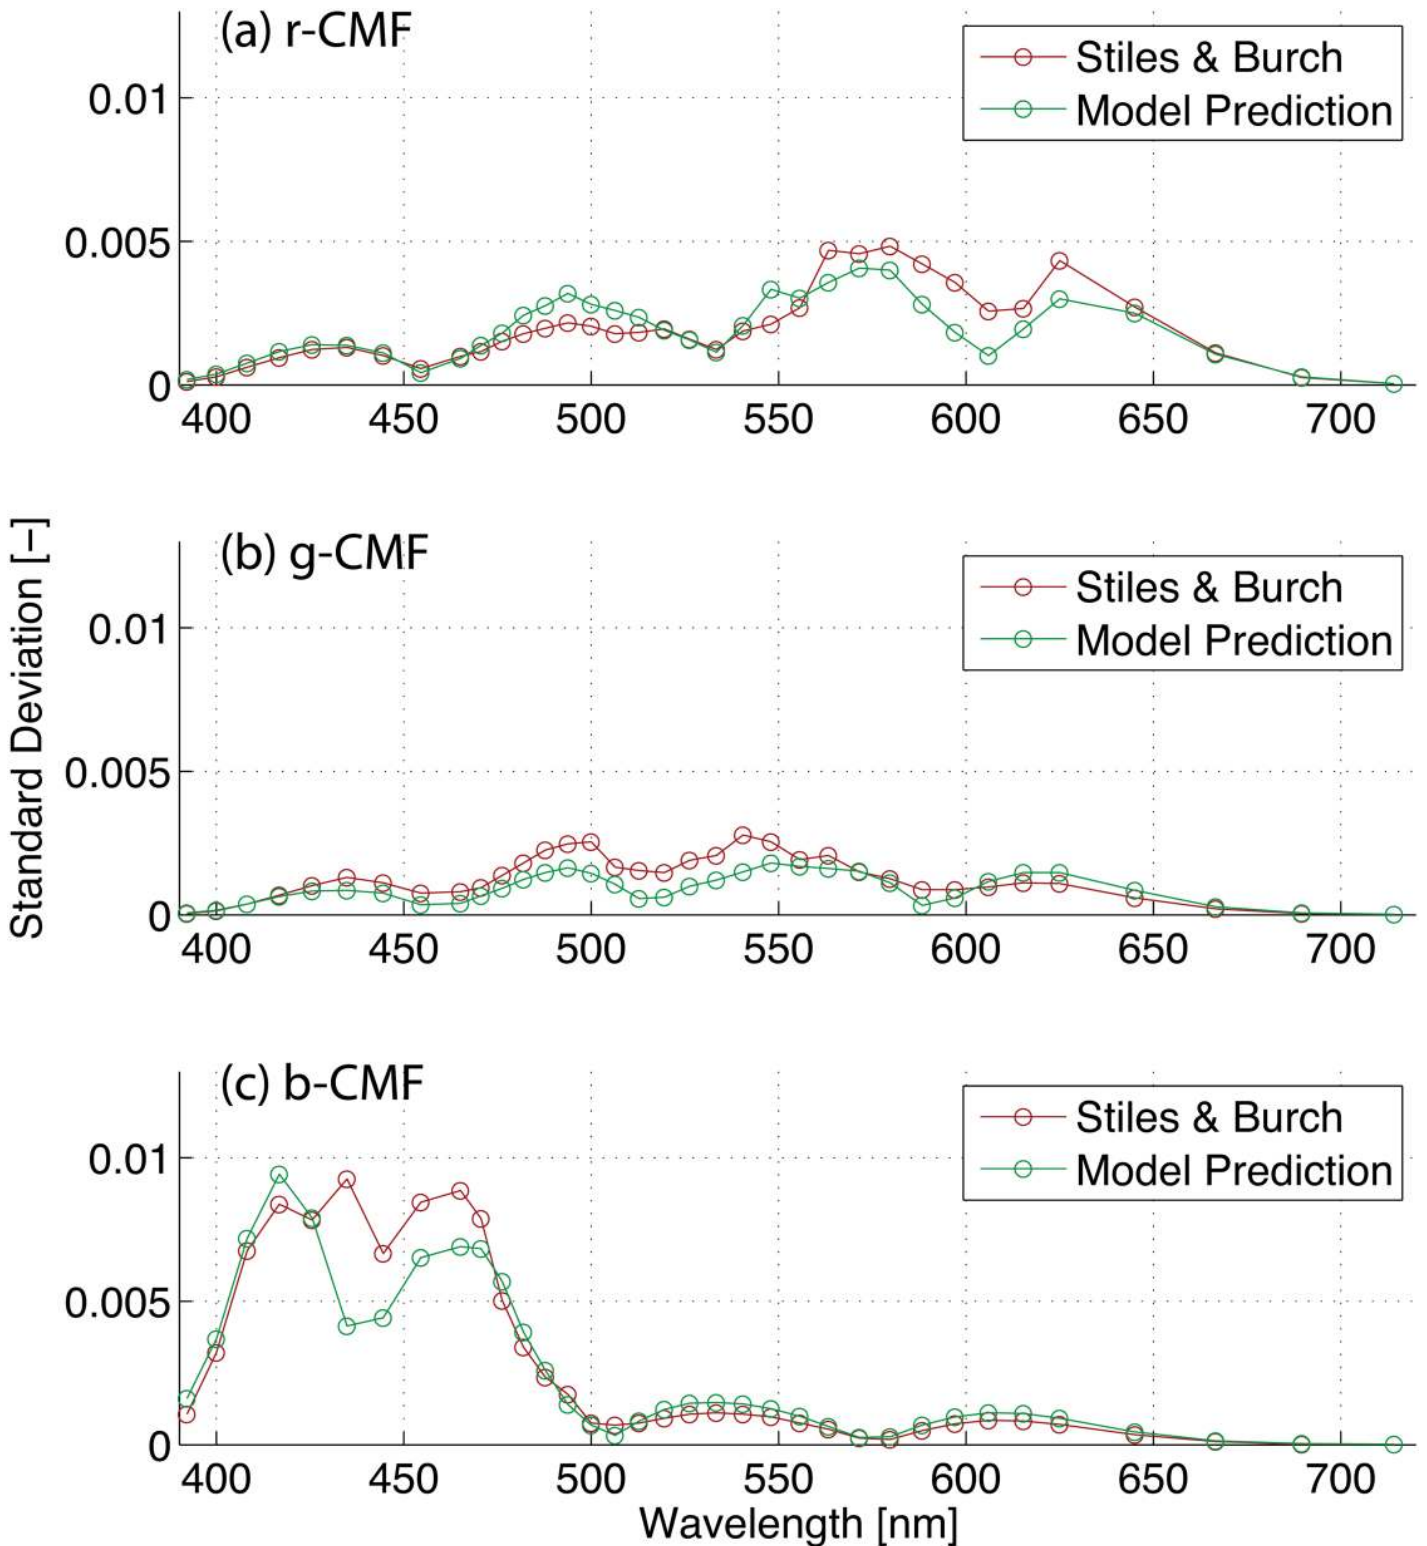 (a) r-CMF
Stiles & Burch
Model Prediction
0.01
0.005
0
400 450 500 550 600 650 700
Standard Deviation [−]
(b) g-CMF
Stiles & Burch
Model Prediction
0.01
0.005
0
400 450 500 550 600 650 700
(c) b-CMF
Stiles & Burch
Model Prediction
0.01
0.005
0
400 450 500 550 600 650 700
Wavelength [nm]